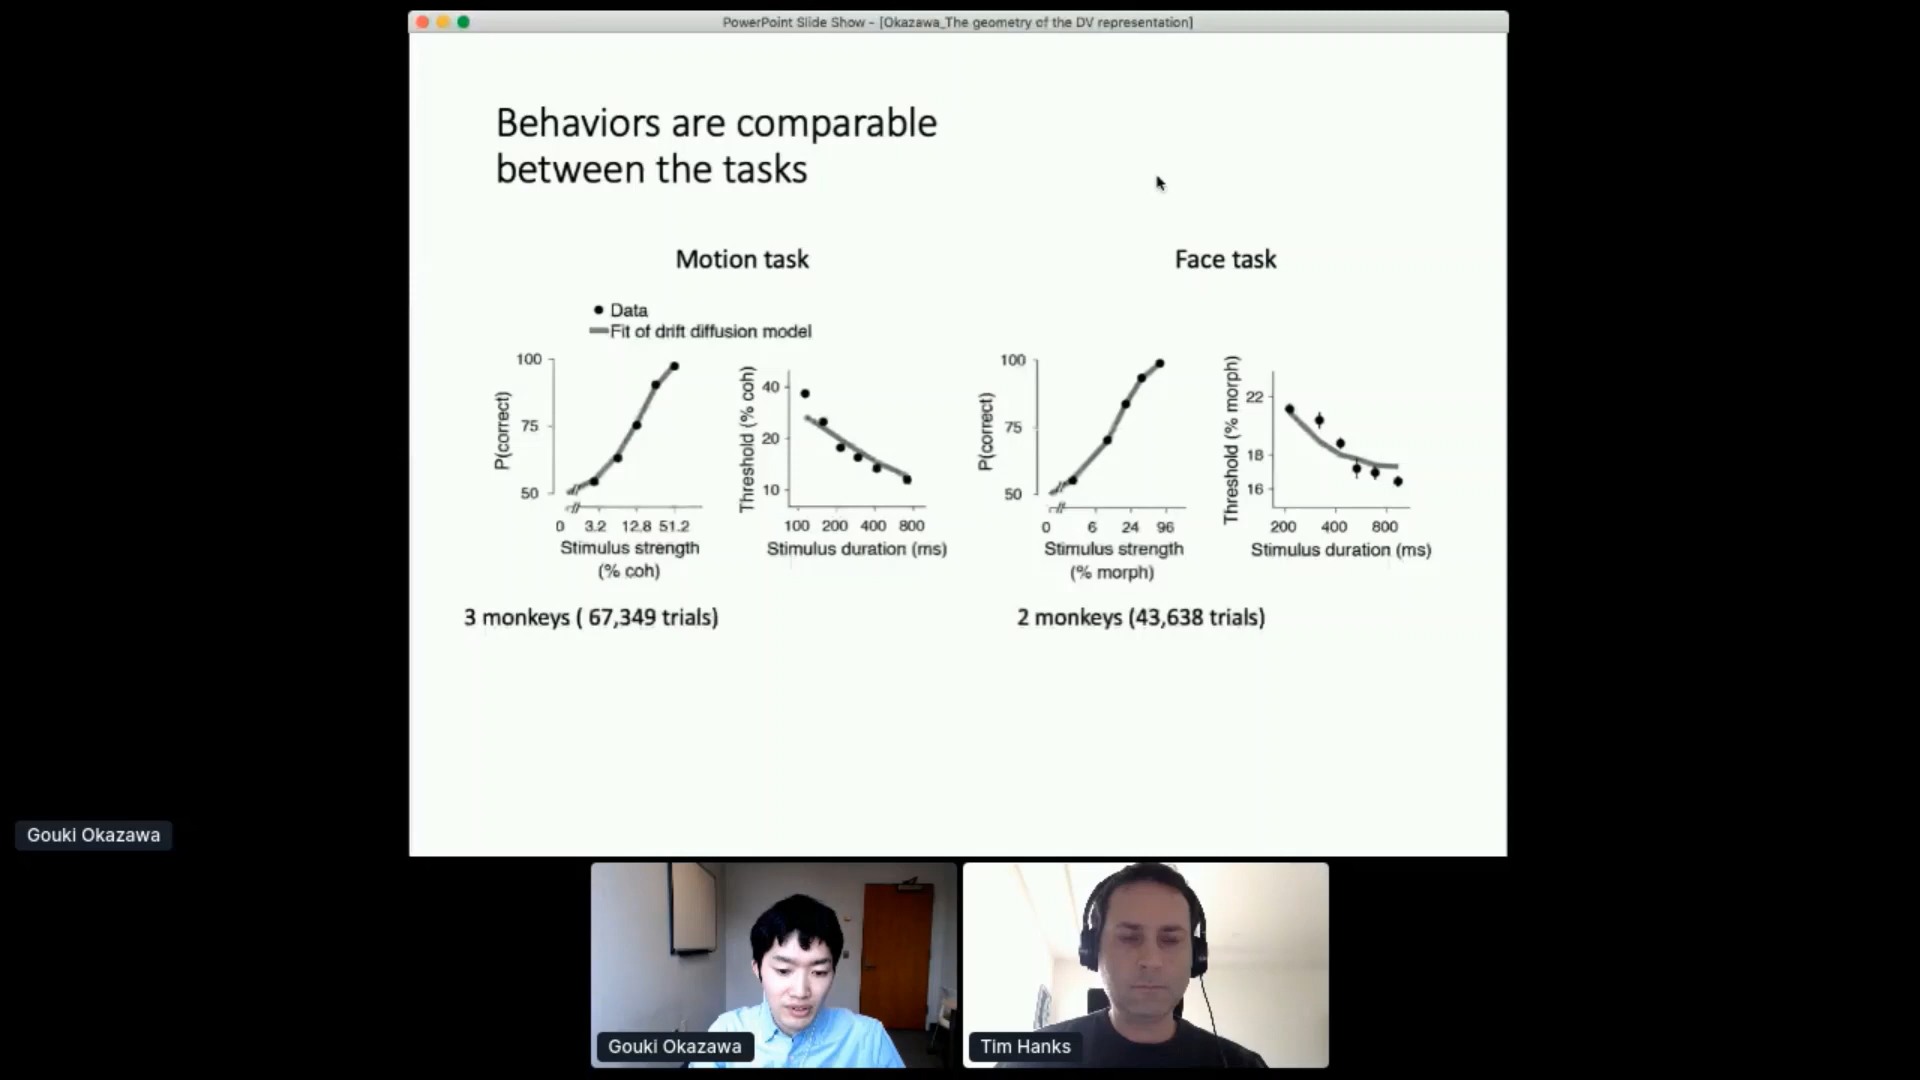 PowerPoint Slide Show - [Okazawa_The geometry of the DV representation]
Behaviors are comparable
between the tasks
Motion task
Data
Fit of drift diffusion model
100
75
50
P(correct)
0 3.2 12.8 51.2
Stimulus strength
(% coh)
40
20
10
Threshold (% coh)
100 200 400 800
Stimulus duration (ms)
3 monkeys ( 67,349 trials)
Face task
100
75
50
P(correct)
0 6 24 96
Stimulus strength
(% morph)
22
18
16
Threshold (% morph)
200 400 800
Stimulus duration (ms)
2 monkeys (43,638 trials)
Gouki Okazawa
Gouki Okazawa
Tim Hanks